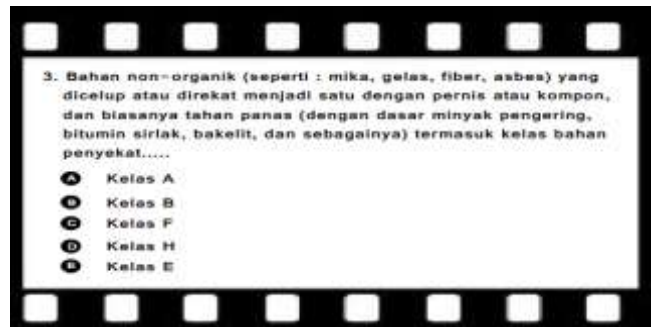 3. Bahan non-organik (seperti : mika, gelas, fiber, asbes) yang
dicelup atau direkat menjadi satu dengan pernis atau kompon,
dan biasanya tahan panas (dengan dasar minyak pengering,
bitumin sirlak, bakelit, dan sebagainya) termasuk kelas bahan
penyekat.....
A Kelas A
B Kelas B
C Kelas F
D Kelas H
E Kelas E